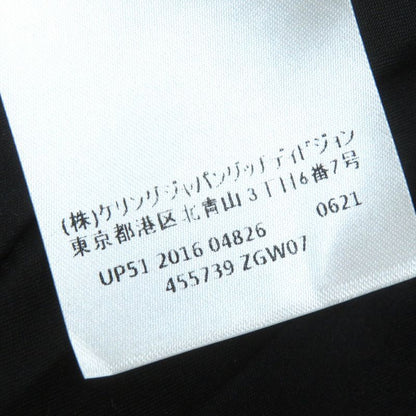 (株)ケリングジャパングッチディビジョン
東京都港区北青山3丁目6番7号
UP51 2016 04826 0621
455739 ZGW07